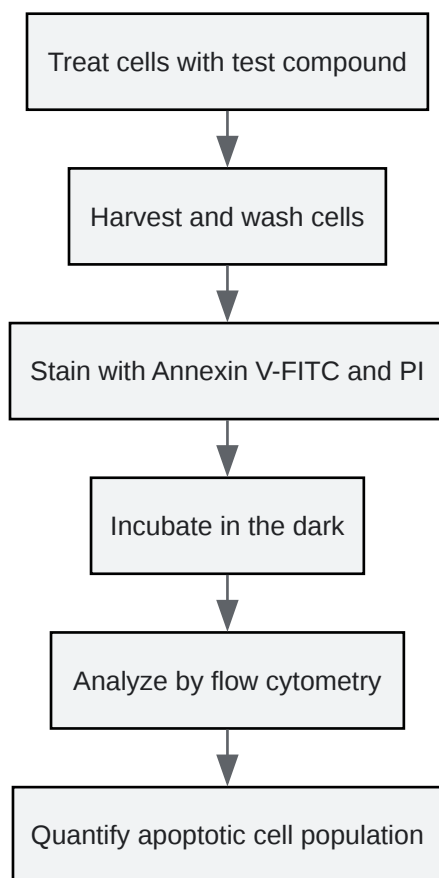 Treat cells with test compound
Harvest and wash cells
Stain with Annexin V-FITC and PI
Incubate in the dark
Analyze by flow cytometry
Quantify apoptotic cell population